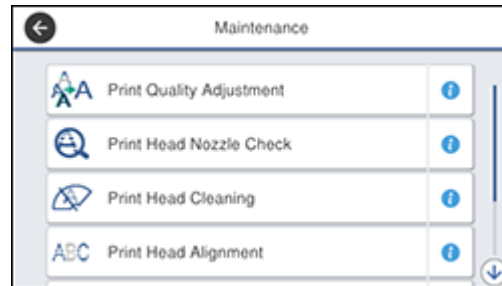 Maintenance
Print Quality Adjustment
Print Head Nozzle Check
Print Head Cleaning
ABC Print Head Alignment